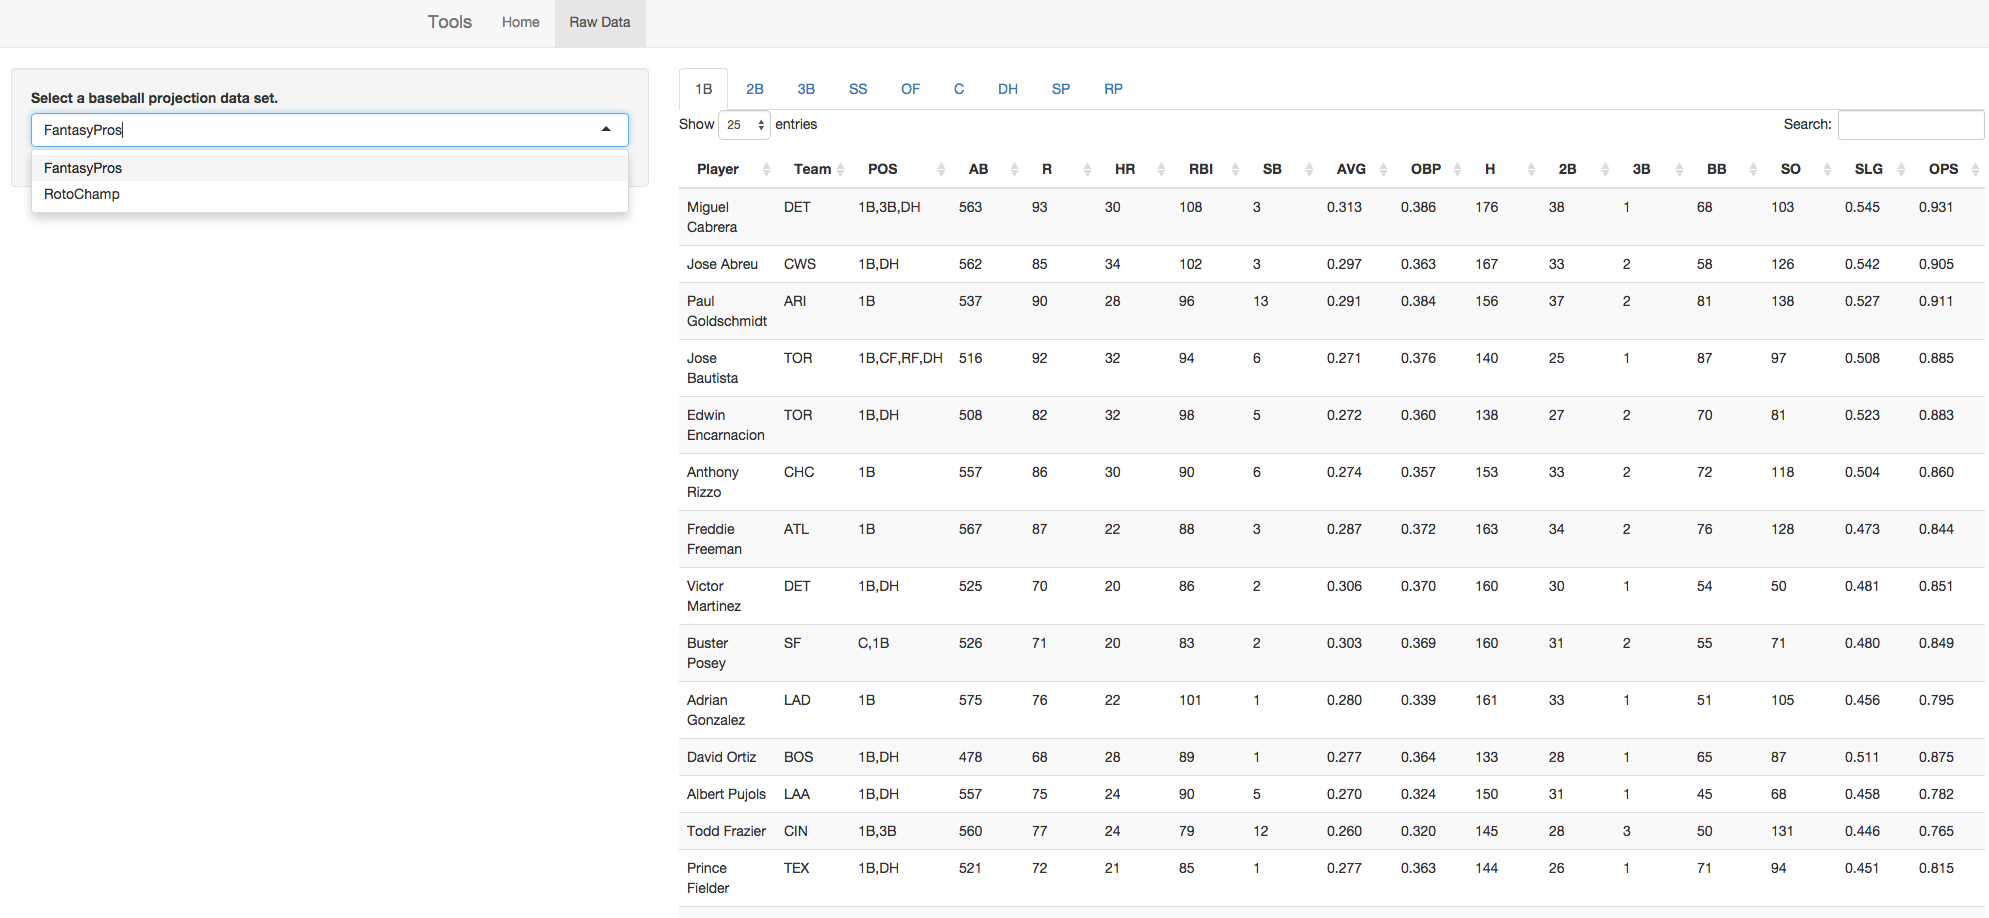 Tools Home Raw Data
Select a baseball projection data set.
FantasyPros
FantasyPros
RotoChamp
1B 2B 3B SS OF C DH SP RP
Show 25 entries Search:
Player Team POS AB R HR RBI SB AVG OBP H 2B 3B BB SO SLG OPS
Miguel DET 1B,3B,DH 563 93 30 108 3 0.313 0.386 176 38 1 68 103 0.545 0.931
Cabrera
Jose Abreu CWS 1B,DH 562 85 34 102 3 0.297 0.363 167 33 2 58 126 0.542 0.905
Paul ARI 1B 537 90 28 96 13 0.291 0.384 156 37 2 81 138 0.527 0.911
Goldschmidt
Jose TOR 1B,CF,RF,DH 516 92 32 94 6 0.271 0.376 140 25 1 87 97 0.508 0.885
Bautista
Edwin TOR 1B,DH 508 82 32 98 5 0.272 0.360 138 27 2 70 81 0.523 0.883
Encarnacion
Anthony CHC 1B 557 86 30 90 6 0.274 0.357 153 33 2 72 118 0.504 0.860
Rizzo
Freddie ATL 1B 567 87 22 88 3 0.287 0.372 163 34 2 76 128 0.473 0.844
Freeman
Victor DET 1B,DH 525 70 20 86 2 0.306 0.370 160 30 1 54 50 0.481 0.851
Martinez
Buster SF C,1B 526 71 20 83 2 0.303 0.369 160 31 2 55 71 0.480 0.849
Posey
Adrian LAD 1B 575 76 22 101 1 0.280 0.339 161 33 1 51 105 0.456 0.795
Gonzalez
David Ortiz BOS 1B,DH 478 68 28 89 1 0.277 0.364 133 28 1 65 87 0.511 0.875
Albert Pujols LAA 1B,DH 557 75 24 90 5 0.270 0.324 150 31 1 45 68 0.458 0.782
Todd Frazier CIN 1B,3B 560 77 24 79 12 0.260 0.320 145 28 3 50 131 0.446 0.765
Prince TEX 1B,DH 521 72 21 85 1 0.277 0.363 144 26 1 71 94 0.451 0.815
Fielder